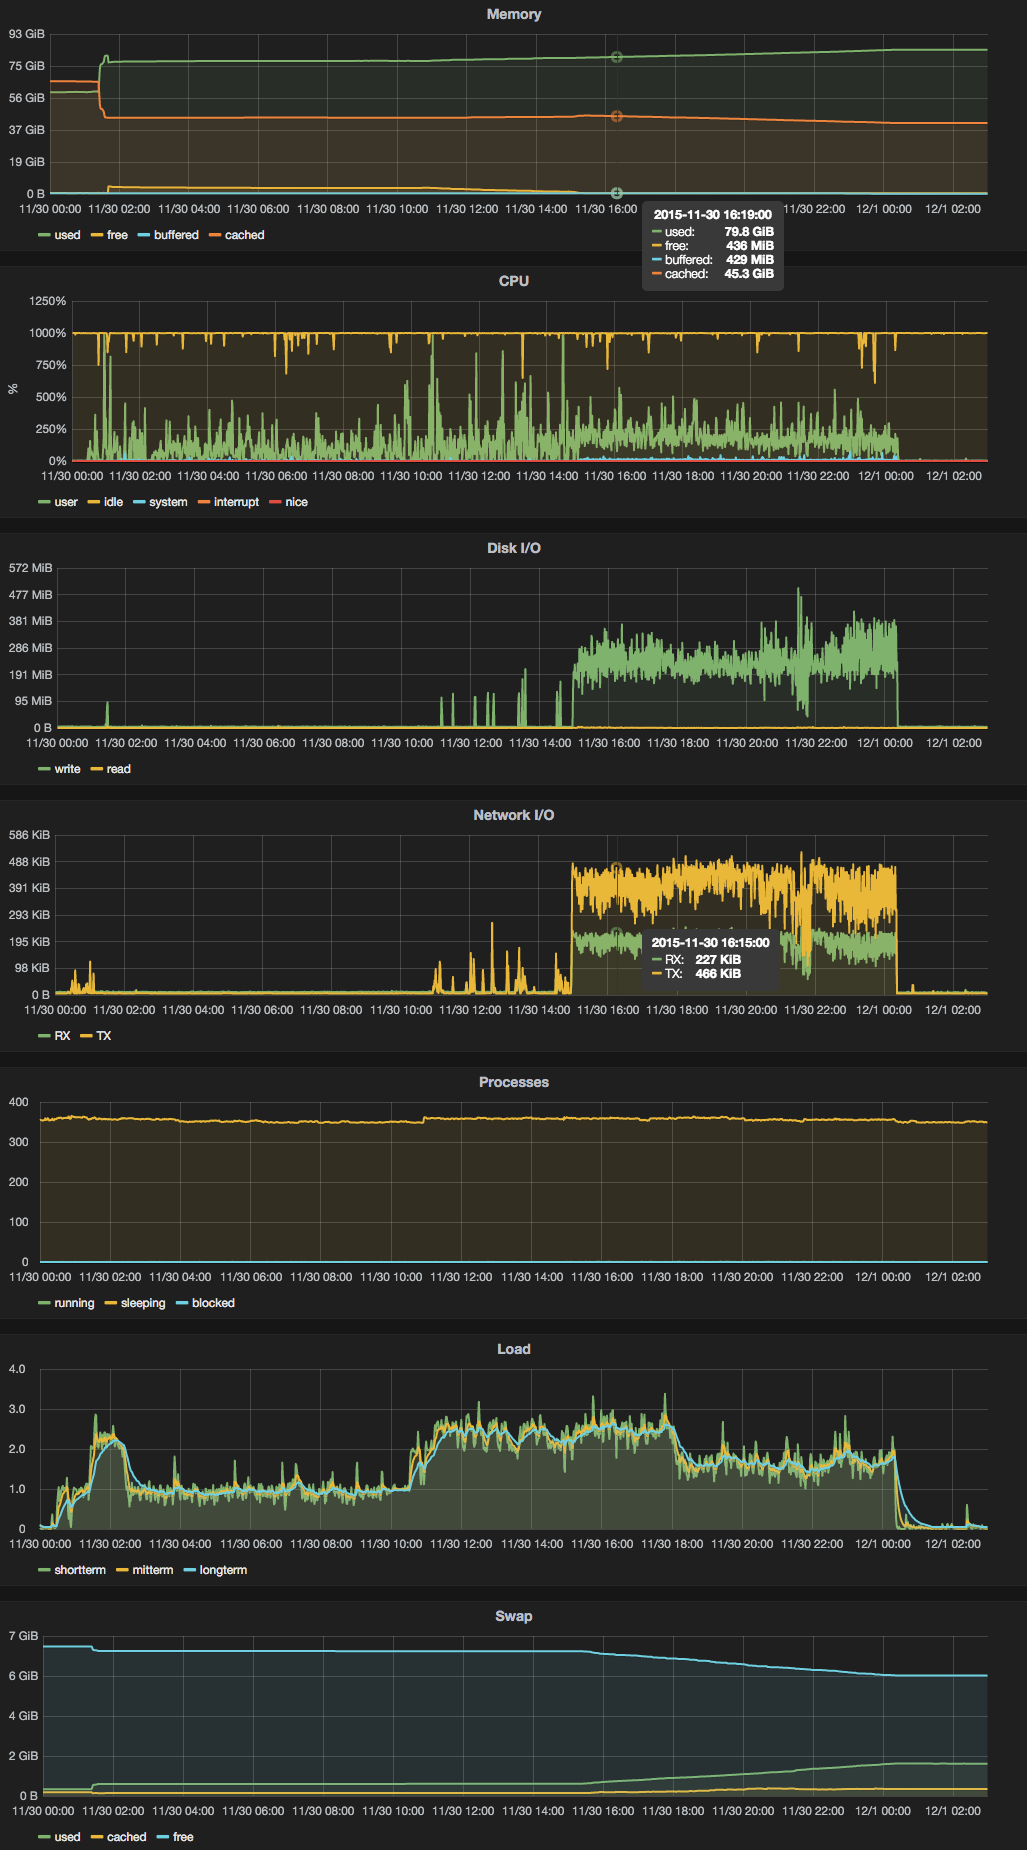 Memory
93 GiB
75 GiB
56 GiB
37 GiB
19 GiB
0 B
11/30 00:00 11/30 02:00 11/30 04:00 11/30 06:00 11/30 08:00 11/30 10:00 11/30 12:00 11/30 14:00 11/30 16:00 11/30 22:00 12/1 00:00 12/1 02:00
used free buffered cached
2015-11-30 16:19:00
used: 79.8 GiB
free: 436 MiB
buffered: 429 MiB
cached: 45.3 GiB
CPU
1250%
1000%
750%
500%
250%
0%
%
11/30 00:00 11/30 02:00 11/30 04:00 11/30 06:00 11/30 08:00 11/30 10:00 11/30 12:00 11/30 14:00 11/30 16:00 11/30 18:00 11/30 20:00 11/30 22:00 12/1 00:00 12/1 02:00
user idle system interrupt nice
Disk I/O
572 MiB
477 MiB
381 MiB
286 MiB
191 MiB
95 MiB
0 B
11/30 00:00 11/30 02:00 11/30 04:00 11/30 06:00 11/30 08:00 11/30 10:00 11/30 12:00 11/30 14:00 11/30 16:00 11/30 18:00 11/30 20:00 11/30 22:00 12/1 00:00 12/1 02:00
write read
Network I/O
586 KiB
488 KiB
391 KiB
293 KiB
195 KiB
98 KiB
0 B
2015-11-30 16:15:00
RX: 227 KiB
TX: 466 KiB
11/30 00:00 11/30 02:00 11/30 04:00 11/30 06:00 11/30 08:00 11/30 10:00 11/30 12:00 11/30 14:00 11/30 16:00 11/30 18:00 11/30 20:00 11/30 22:00 12/1 00:00 12/1 02:00
RX TX
Processes
400
300
200
100
0
11/30 00:00 11/30 02:00 11/30 04:00 11/30 06:00 11/30 08:00 11/30 10:00 11/30 12:00 11/30 14:00 11/30 16:00 11/30 18:00 11/30 20:00 11/30 22:00 12/1 00:00 12/1 02:00
running sleeping blocked
Load
4.0
3.0
2.0
1.0
0
11/30 00:00 11/30 02:00 11/30 04:00 11/30 06:00 11/30 08:00 11/30 10:00 11/30 12:00 11/30 14:00 11/30 16:00 11/30 18:00 11/30 20:00 11/30 22:00 12/1 00:00 12/1 02:00
shortterm mitterm longterm
Swap
7 GiB
6 GiB
4 GiB
2 GiB
0 B
11/30 00:00 11/30 02:00 11/30 04:00 11/30 06:00 11/30 08:00 11/30 10:00 11/30 12:00 11/30 14:00 11/30 16:00 11/30 18:00 11/30 20:00 11/30 22:00 12/1 00:00 12/1 02:00
used cached free